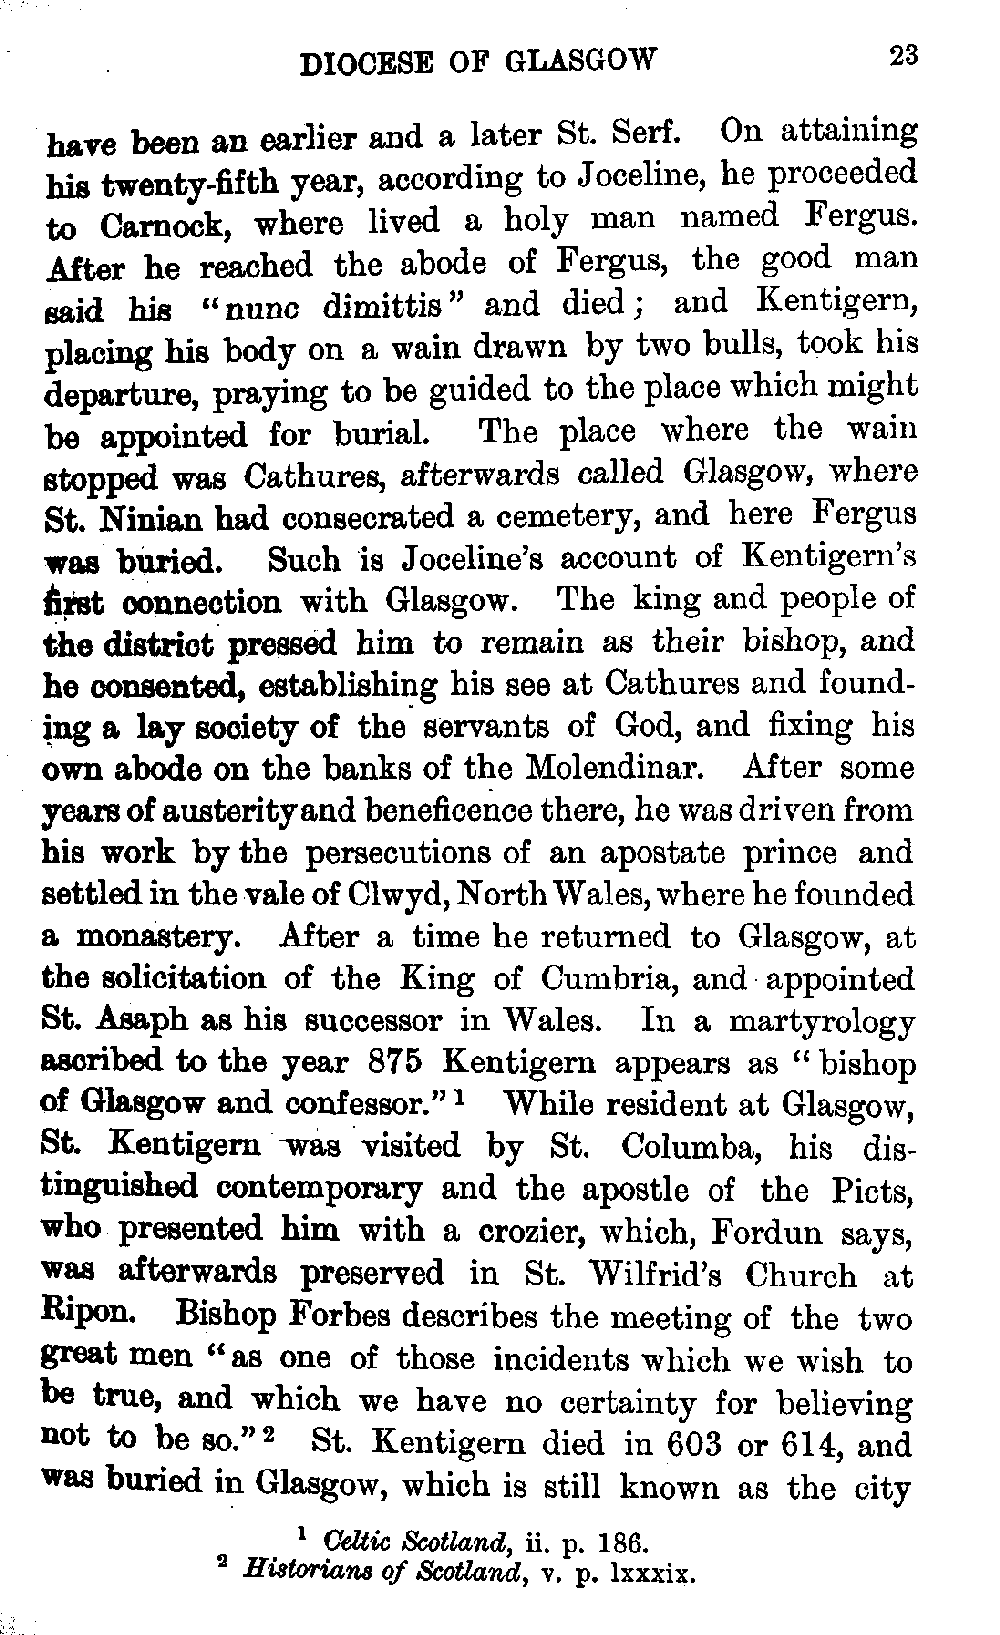 DIOCESE OF GLASGOW 23
have been an earlier and a later St. Serf. On attaining
his twenty-fifth year, according to Joceline, he proceeded
to Carnock, where lived a holy man named Fergus.
After he reached the abode of Fergus, the good man
said his “nunc dimittis” and died; and Kentigern,
placing his body on a wain drawn by two bulls, took his
departure, praying to be guided to the place which might
be appointed for burial. The place where the wain
stopped was Cathures, afterwards called Glasgow, where
St. Ninian had consecrated a cemetery, and here Fergus
was buried. Such is Joceline’s account of Kentigern’s
first connection with Glasgow. The king and people of
the district pressed him to remain as their bishop, and
he consented, establishing his see at Cathures and found-
ing a lay society of the servants of God, and fixing his
own abode on the banks of the Molendinar. After some
years of austerity and beneficence there, he was driven from
his work by the persecutions of an apostate prince and
settled in the vale of Clwyd, North Wales, where he founded
a monastery. After a time he returned to Glasgow, at
the solicitation of the King of Cumbria, and appointed
St. Asaph as his successor in Wales. In a martyrology
ascribed to the year 875 Kentigern appears as “bishop
of Glasgow and confessor.” 1 While resident at Glasgow,
St. Kentigern was visited by St. Columba, his dis-
tinguished contemporary and the apostle of the Picts,
who presented him with a crozier, which, Fordun says,
was afterwards preserved in St. Wilfrid’s Church at
Ripon. Bishop Forbes describes the meeting of the two
great men “as one of those incidents which we wish to
be true, and which we have no certainty for believing
not to be so.” 2 St. Kentigern died in 603 or 614, and
was buried in Glasgow, which is still known as the city
1 Celtic Scotland, ii. p. 186.
2 Historians of Scotland, v. p. lxxxix.